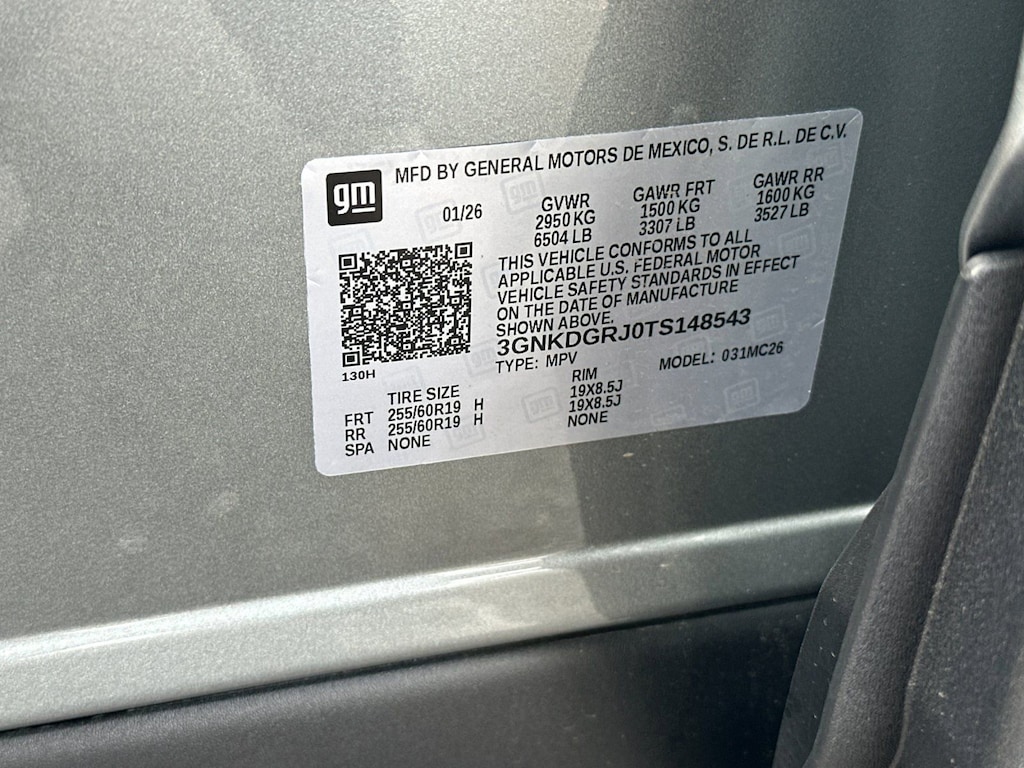 gm
MFD BY GENERAL MOTORS DE MEXICO, S. DE R.L. DE C.V.
01/26
GVWR GAWR FRT GAWR RR
2950 KG 1500 KG 1600 KG
6504 LB 3307 LB 3527 LB
THIS VEHICLE CONFORMS TO ALL
APPLICABLE U.S. FEDERAL MOTOR
VEHICLE SAFETY STANDARDS IN EFFECT
ON THE DATE OF MANUFACTURE
SHOWN ABOVE.
3GNKDGRJ0TS148543
TYPE: MPV MODEL: 031MC26
130H
TIRE SIZE RIM
FRT 255/60R19 H 19X8.5J
RR 255/60R19 H 19X8.5J
SPA NONE NONE